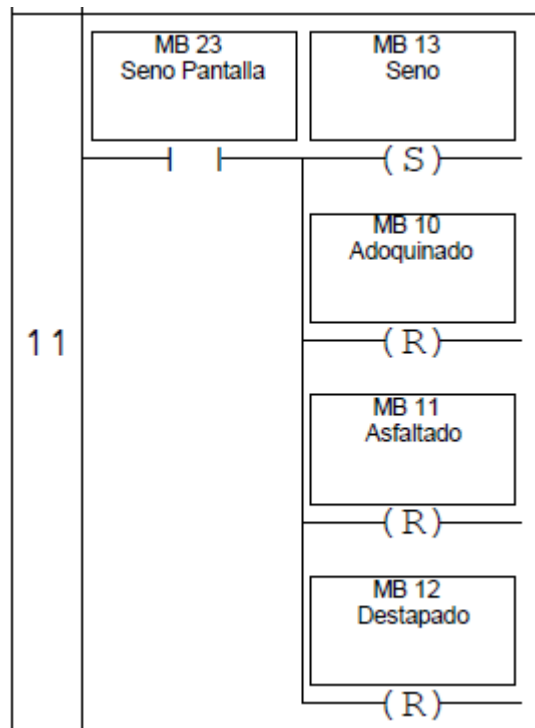 MB 23
Seno Pantalla
MB 13
Seno
(S)
MB 10
Adoquinado
11
(R)
MB 11
Asfaltado
(R)
MB 12
Destapado
(R)